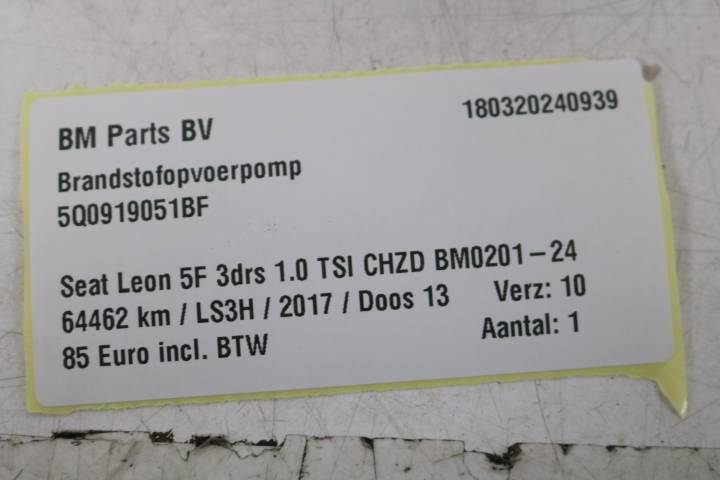 BM Parts BV 180320240939
Brandstofopvoerpomp
5Q0919051BF
Seat Leon 5F 3drs 1.0 TSI CHZD BM0201-24
64462 km / LS3H / 2017 / Doos 13 Verz: 10
85 Euro incl. BTW Aantal: 1